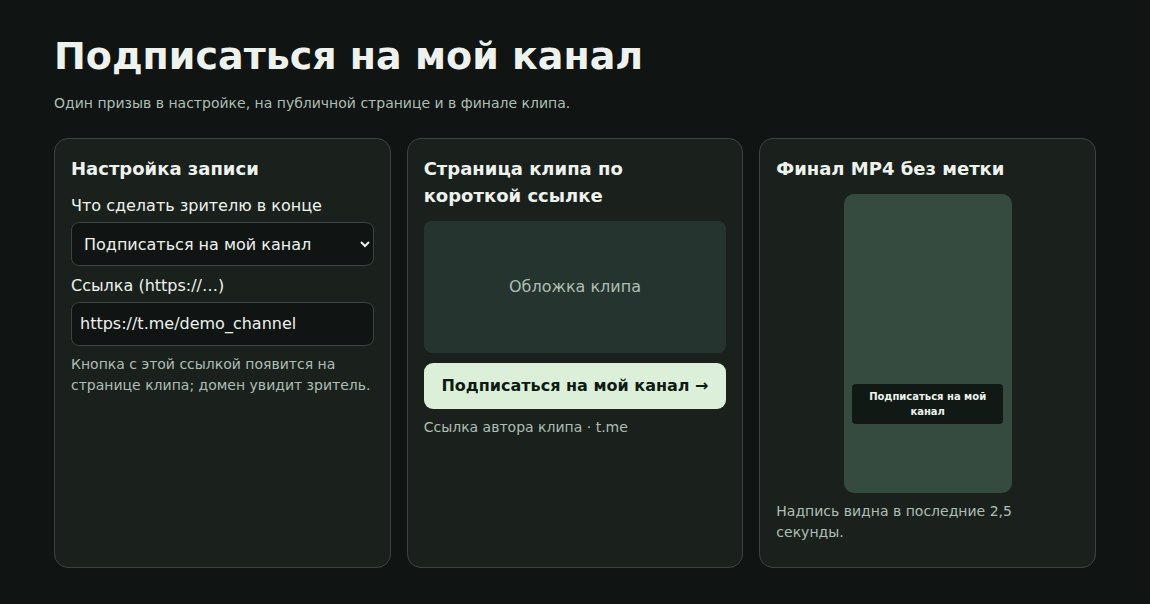 Подписаться на мой канал
Один призыв в настройке, на публичной странице и в финале клипа.
Настройка записи
Что сделать зрителю в конце
Подписаться на мой канал
Ссылка (https://...)
https://t.me/demo_channel
Кнопка с этой ссылкой появится на
странице клипа; домен увидит зритель.
Страница клипа по
короткой ссылке
Обложка клипа
Подписаться на мой канал →
Ссылка автора клипа · t.me
Финал MP4 без метки
Подписаться на мой
канал
Надпись видна в последние 2,5
секунды.